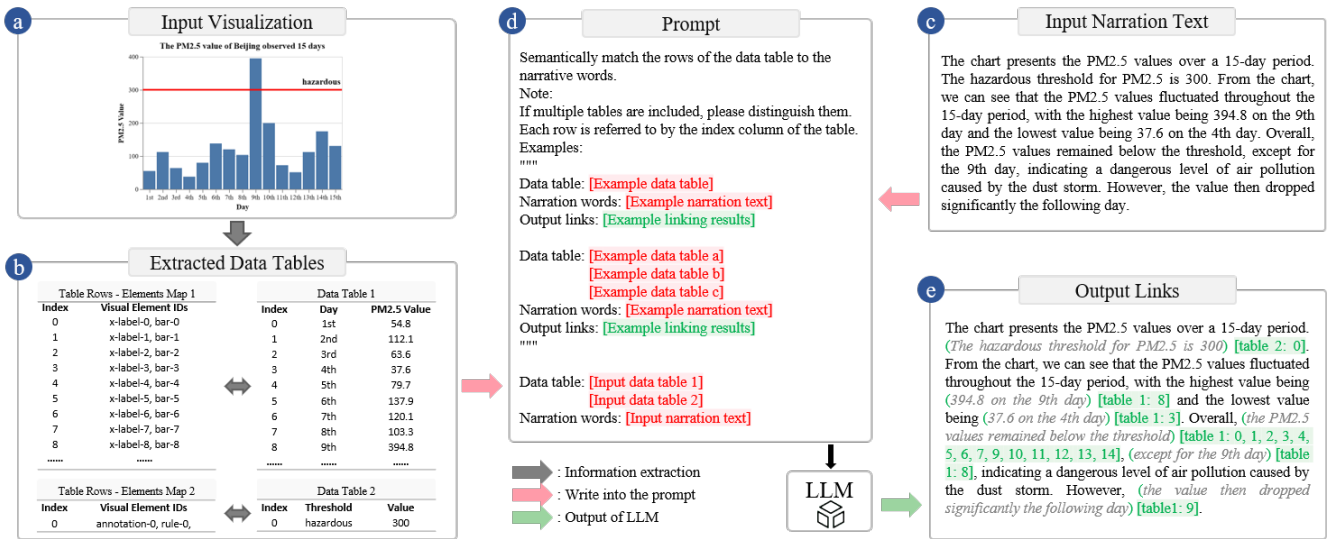 a
Input Visualization
The PM2.5 value of Beijing observed 15 days
PM2.5 Value
400
300
200
100
0
hazardous
1st 2nd 3rd 4th 5th 6th 7th 8th 9th 10th 11th 12th 13th 14th 15th
Day
b
Extracted Data Tables
Table Rows - Elements Map 1
Index Visual Element IDs
0 x-label-0, bar-0
1 x-label-1, bar-1
2 x-label-2, bar-2
3 x-label-3, bar-3
4 x-label-4, bar-4
5 x-label-5, bar-5
6 x-label-6, bar-6
7 x-label-7, bar-7
8 x-label-8, bar-8
...... ......
Data Table 1
Index Day PM2.5 Value
0 1st 54.8
1 2nd 112.1
2 3rd 63.6
3 4th 37.6
4 5th 79.7
5 6th 137.9
6 7th 120.1
7 8th 103.3
8 9th 394.8
...... ...... ......
Table Rows - Elements Map 2
Index Visual Element IDs
0 annotation-0, rule-0,
Data Table 2
Index Threshold Value
0 hazardous 300
d
Prompt
Semantically match the rows of the data table to the
narrative words.
Note:
If multiple tables are included, please distinguish them.
Each row is referred to by the index column of the table.
Examples:
"""
Data table: [Example data table]
Narration words: [Example narration text]
Output links: [Example linking results]
Data table: [Example data table a]
[Example data table b]
[Example data table c]
Narration words: [Example narration text]
Output links: [Example linking results]
"""
Data table: [Input data table 1]
[Input data table 2]
Narration words: [Input narration text]
: Information extraction
: Write into the prompt
: Output of LLM
LLM
c
Input Narration Text
The chart presents the PM2.5 values over a 15-day period.
The hazardous threshold for PM2.5 is 300. From the chart,
we can see that the PM2.5 values fluctuated throughout the
15-day period, with the highest value being 394.8 on the 9th
day and the lowest value being 37.6 on the 4th day. Overall,
the PM2.5 values remained below the threshold, except for
the 9th day, indicating a dangerous level of air pollution
caused by the dust storm. However, the value then dropped
significantly the following day.
e
Output Links
The chart presents the PM2.5 values over a 15-day period.
(The hazardous threshold for PM2.5 is 300) [table 2: 0].
From the chart, we can see that the PM2.5 values fluctuated
throughout the 15-day period, with the highest value being
(394.8 on the 9th day) [table 1: 8] and the lowest value
being (37.6 on the 4th day) [table 1: 3]. Overall, (the PM2.5
values remained below the threshold) [table 1: 0, 1, 2, 3, 4,
5, 6, 7, 9, 10, 11, 12, 13, 14], (except for the 9th day) [table
1: 8], indicating a dangerous level of air pollution caused by
the dust storm. However, (the value then dropped
significantly the following day) [table1: 9].